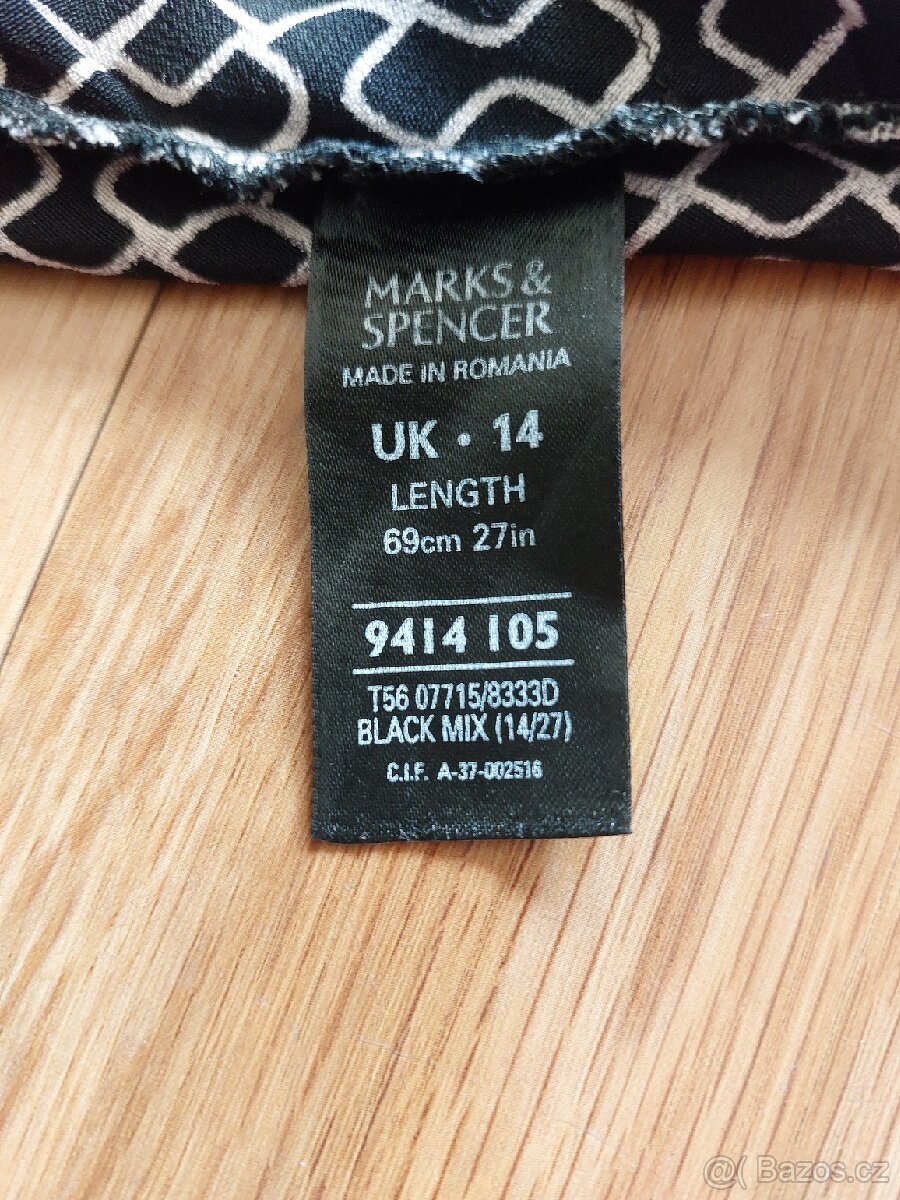 MARKS &
SPENCER
MADE IN ROMANIA
UK • 14
LENGTH
69cm 27in
9414 105
T56 07715/8333D
BLACK MIX (14/27)
C.I.F. A-37-002516
@( Bazos.cz